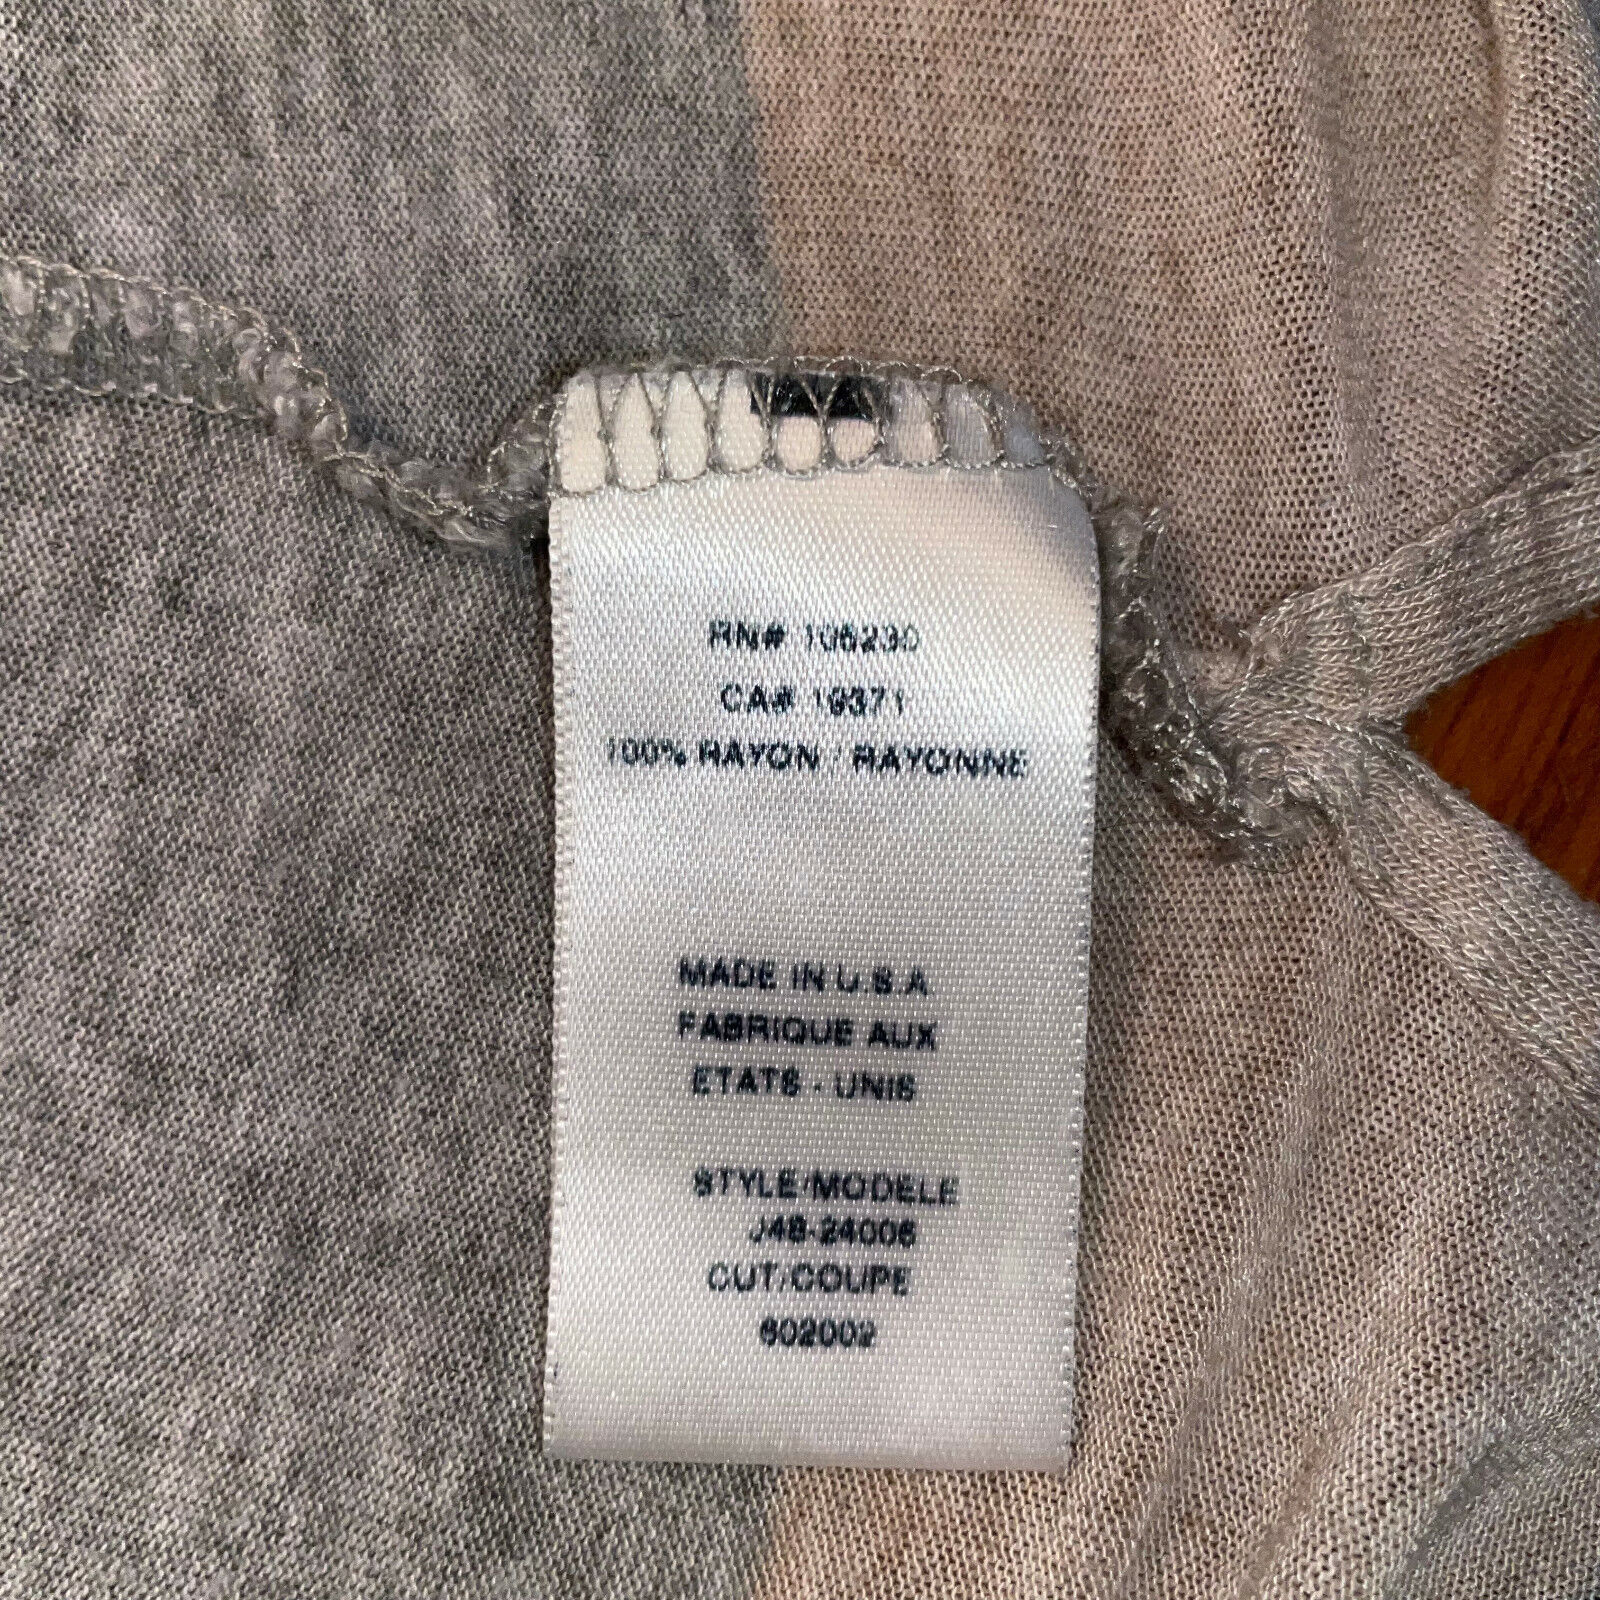 RN# 106230
CA# 19371
100% RAYON / RAYONNE
MADE IN U.S.A
FABRIQUE AUX
ETATS - UNIS
STYLE/MODELE
J48-24006
CUT/COUPE
602002